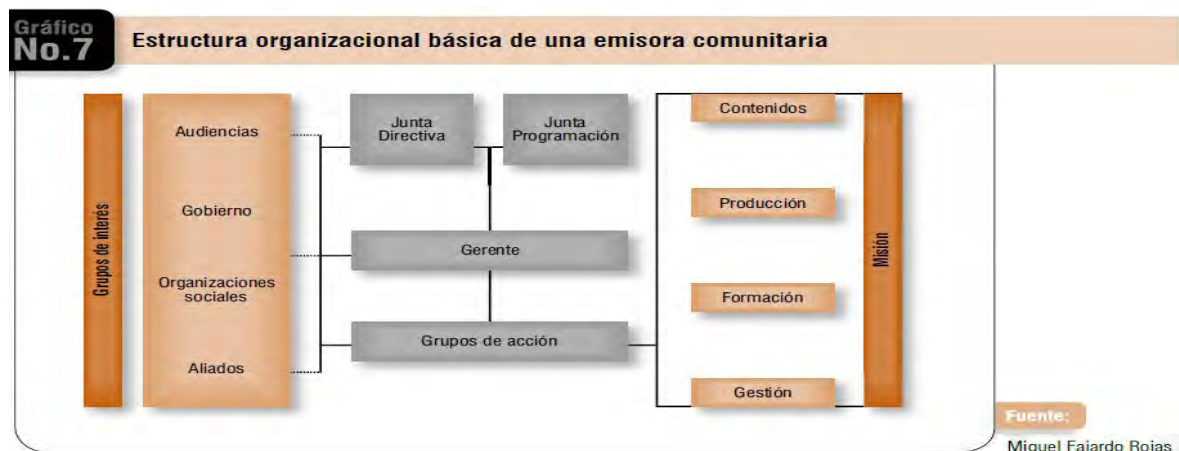 Gráfico
No.7
Estructura organizacional básica de una emisora comunitaria
Grupos de interés
Audiencias
Gobierno
Organizaciones
sociales
Aliados
Junta
Directiva
Junta
Programación
Gerente
Grupos de acción
Contenidos
Producción
Formación
Gestión
Misión
Fuente:
Miguel Fajardo Rojas